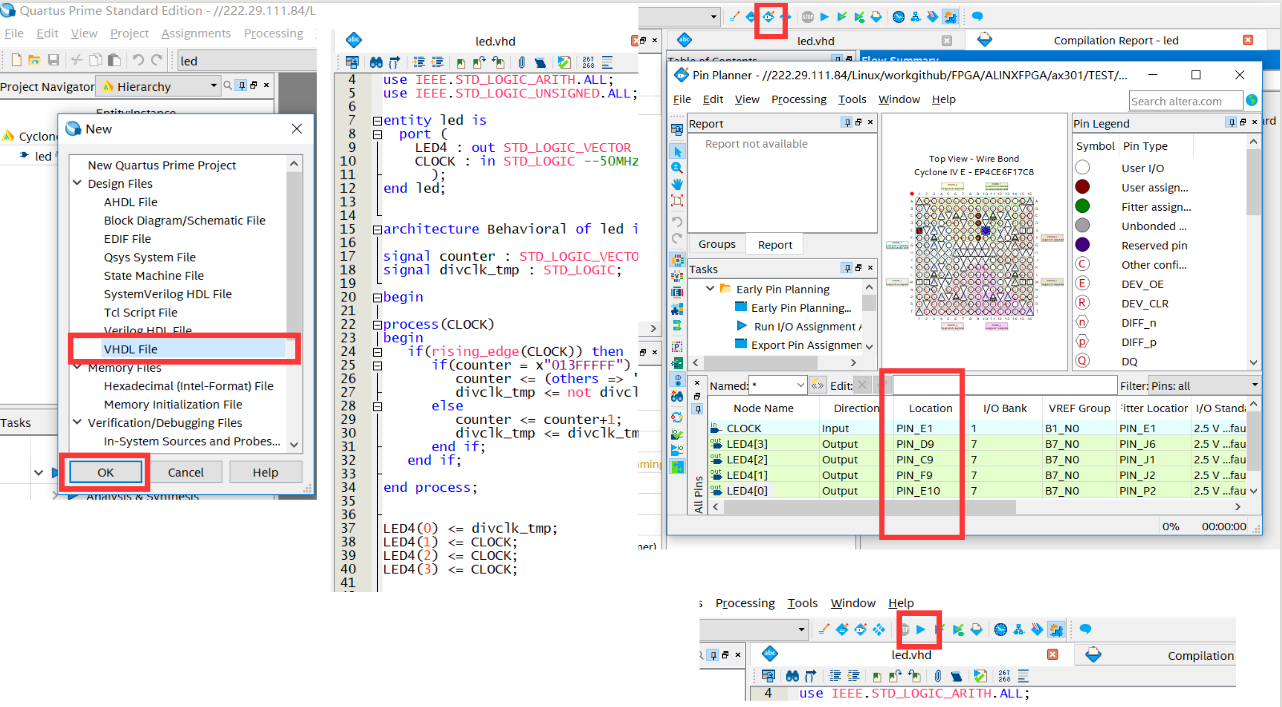 Quartus Prime Standard Edition - //222.29.111.84/L
File Edit View Project Assignments Processing
led
Project Navigator Hierarchy
Entity:Instance
Cyclone
led
New
New Quartus Prime Project
Design Files
AHDL File
Block Diagram/Schematic File
EDIF File
Qsys System File
State Machine File
SystemVerilog HDL File
Tcl Script File
Verilog HDL File
VHDL File
Memory Files
Hexadecimal (Intel-Format) File
Memory Initialization File
Verification/Debugging Files
In-System Sources and Probes...
OK Cancel Help
Tasks
Analysis & Synthesis
abc led.vhd
267
268
4 use IEEE.STD_LOGIC_ARITH.ALL;
5 use IEEE.STD_LOGIC_UNSIGNED.ALL;
6
7 entity led is
8 port (
9 LED4 : out STD_LOGIC_VECTOR
10 CLOCK : in STD_LOGIC --50MHz
11 );
12 end led;
13
14
15 architecture Behavioral of led i
16
17 signal counter : STD_LOGIC_VECTO
18 signal divclk_tmp : STD_LOGIC;
19
20 begin
21
22 process(CLOCK)
23 begin
24 if(rising_edge(CLOCK)) then
25 if(counter = x"013FFFFF")
26 counter <= (others => '
27 divclk_tmp <= not divcl
28 else
29 counter <= counter+1;
30 divclk_tmp <= divclk_tm
31 end if;
32 end if;
33
34 end process;
35
36
37 LED4(0) <= divclk_tmp;
38 LED4(1) <= CLOCK;
39 LED4(2) <= CLOCK;
40 LED4(3) <= CLOCK;
41
STOP
abc led.vhd Compilation Report - led
Table of Contents Flow Summary
Pin Planner - //222.29.111.84/Linux/workgithub/FPGA/ALINXFPGA/ax301/TEST/...
File Edit View Processing Tools Window Help
Search altera.com
Report
Report not available
Groups Report
Tasks
Early Pin Planning
Early Pin Planning...
Run I/O Assignment A
Export Pin Assignmen
Top View - Wire Bond
Cyclone IV E - EP4CE6F17C8
Pin Legend
Symbol Pin Type
User I/O
User assign...
Fitter assign...
Unbonded ...
Reserved pin
C Other confi...
E DEV_OE
R DEV_CLR
n DIFF_n
p DIFF_p
Q DQ
Named: * Edit: Filter: Pins: all
Node Name Direction Location I/O Bank VREF Group Fitter Location I/O Standa
in CLOCK Input PIN_E1 1 B1_N0 PIN_E1 2.5 V ...fau
out LED4[3] Output PIN_D9 7 B7_N0 PIN_J6 2.5 V ...fau
out LED4[2] Output PIN_C9 7 B7_N0 PIN_J1 2.5 V ...fau
out LED4[1] Output PIN_F9 7 B7_N0 PIN_J2 2.5 V ...fau
out LED4[0] Output PIN_E10 7 B7_N0 PIN_P2 2.5 V ...fau
All Pins
0% 00:00:00
s Processing Tools Window Help
abc led.vhd Compilation
267
268
4 use IEEE.STD_LOGIC_ARITH.ALL;